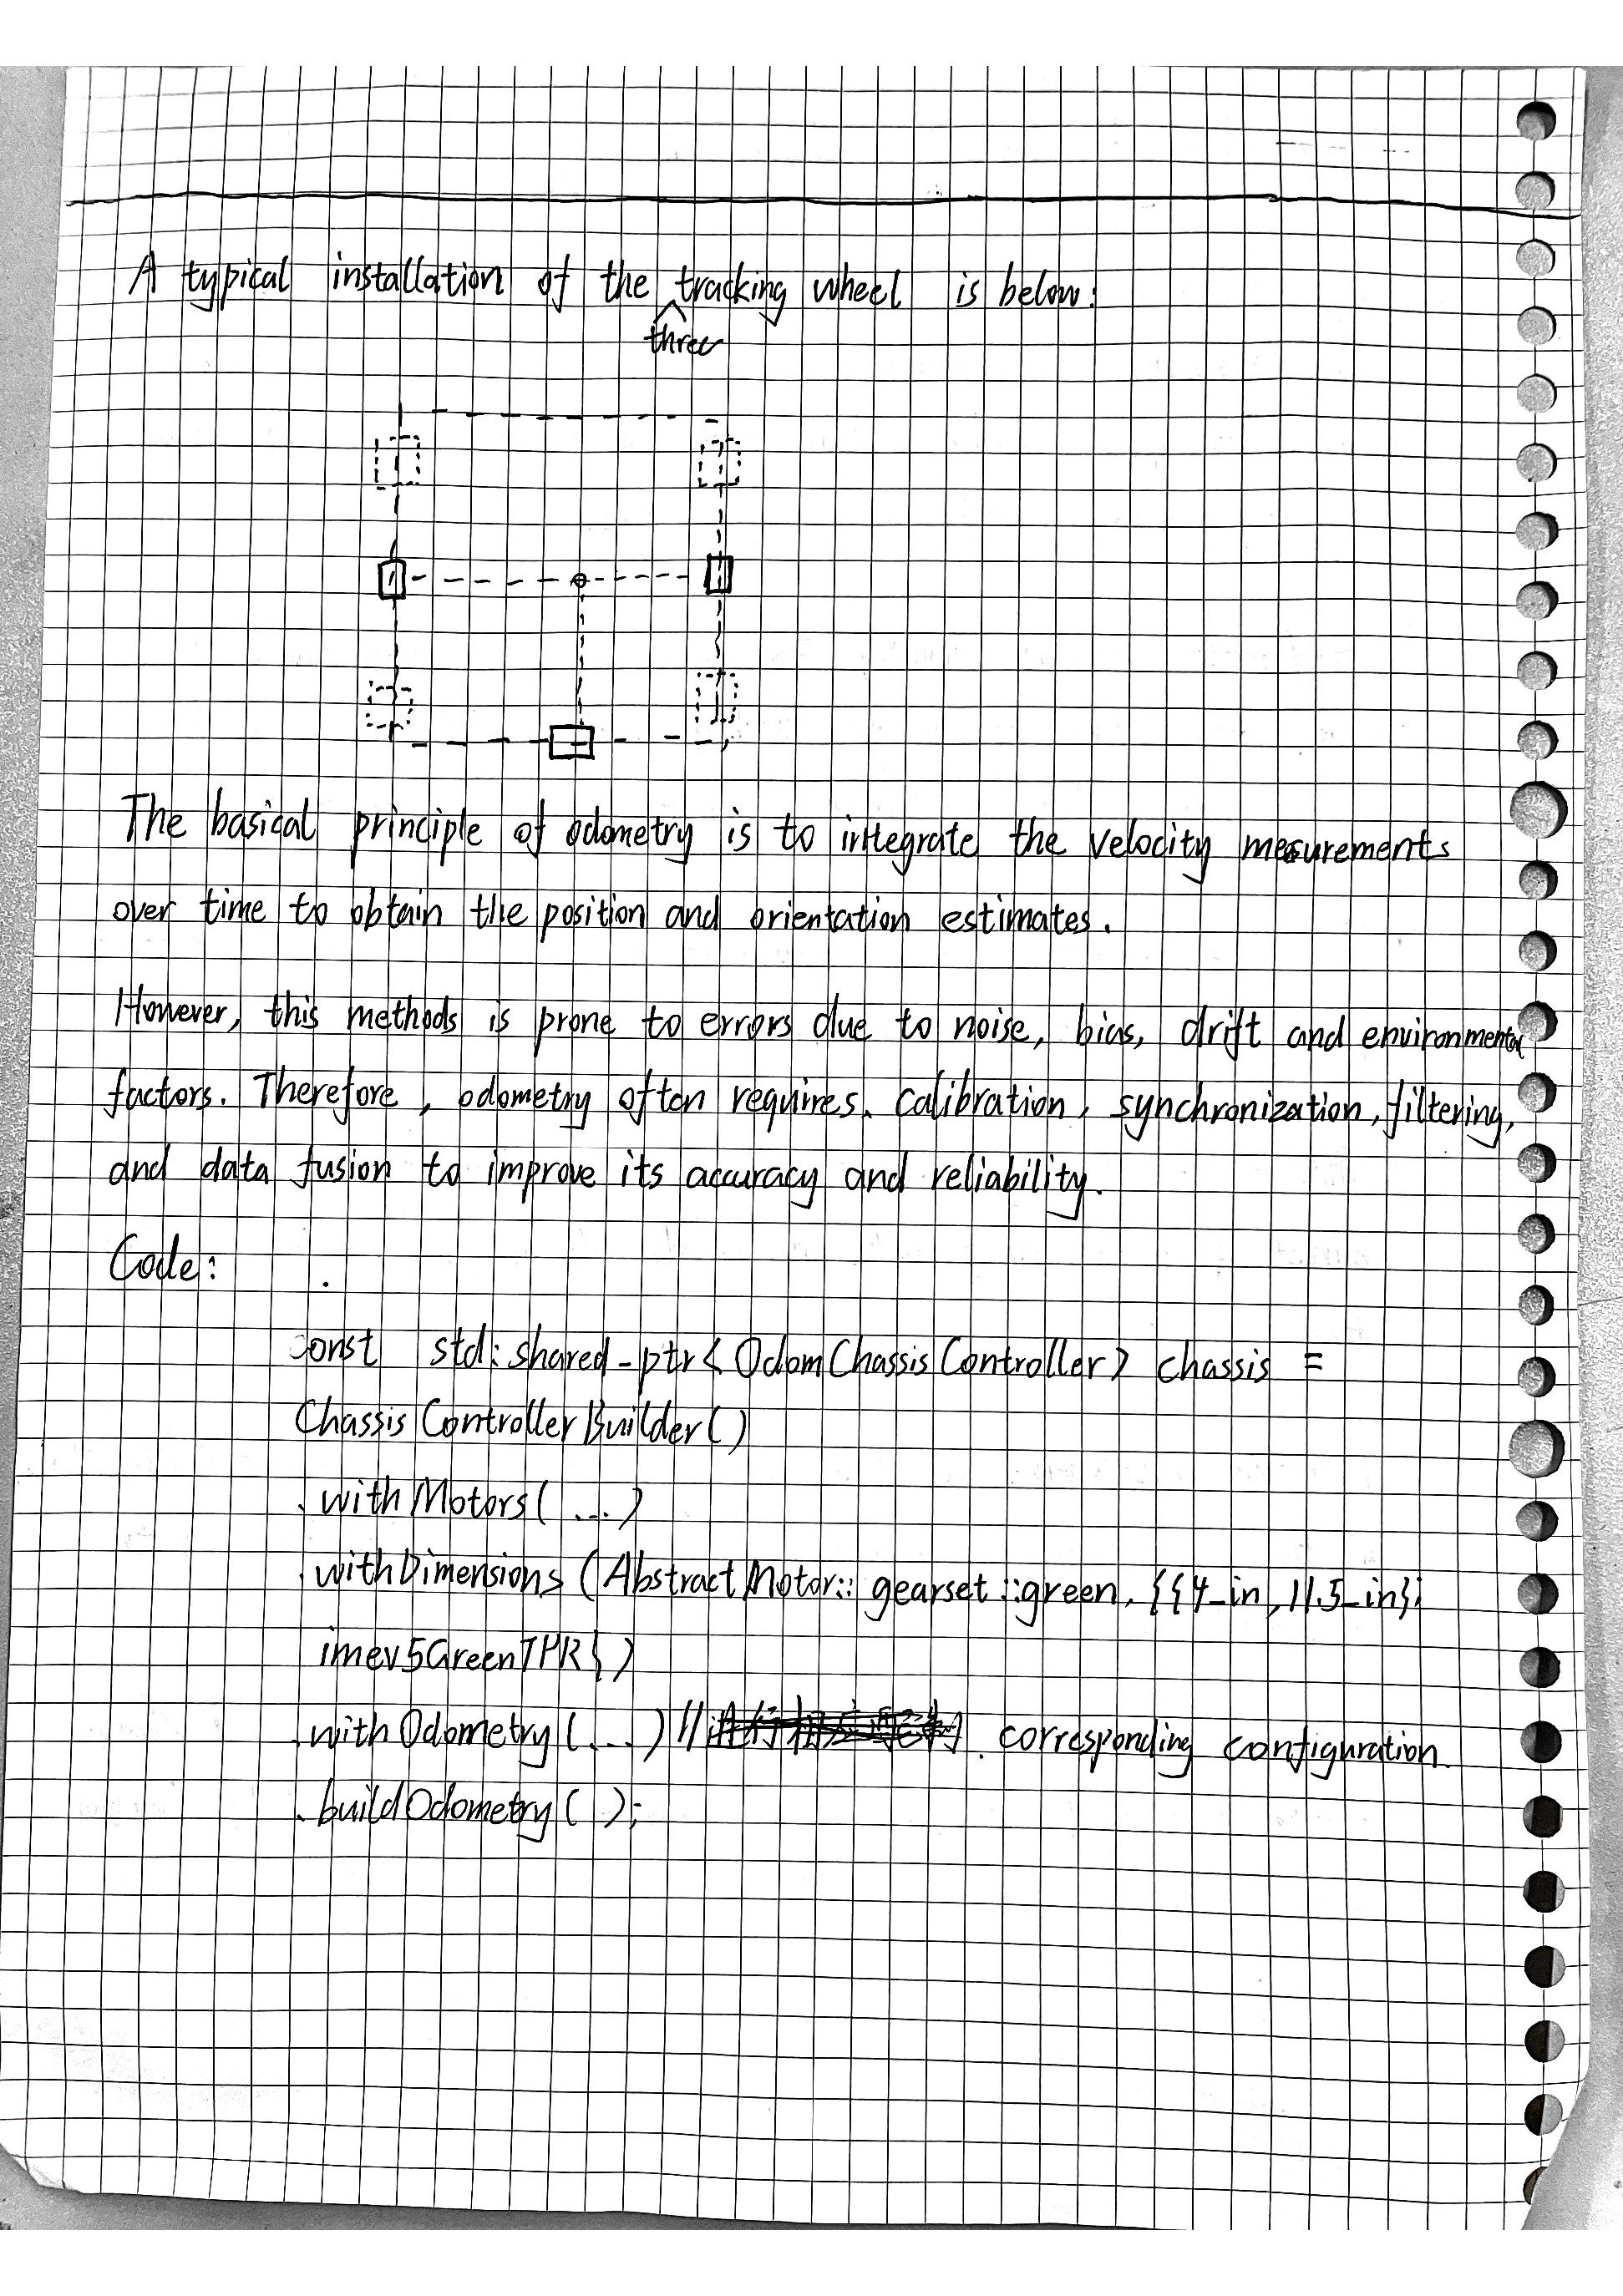 A typical installation of the three tracking wheel is below:
The basical principle of odometry is to integrate the velocity mesurements
over time to obtain the position and orientation estimates.
However, this methods is prone to errors due to noise, bias, drift and environmental
factors. Therefore, odometry often requires. calibration, synchronization, filtering,
and data fusion to improve its accuracy and reliability.
Code:
const std::shared_ptr<OdomChassisController> chassis =
ChassisControllerBuilder()
.withMotors(...)
.withDimensions(AbstractMotor::gearset::green, {{4_in, 11.5_in};
imev5GreenTPR})
.withOdometry(...) // corresponding configuration.
.buildOdometry();